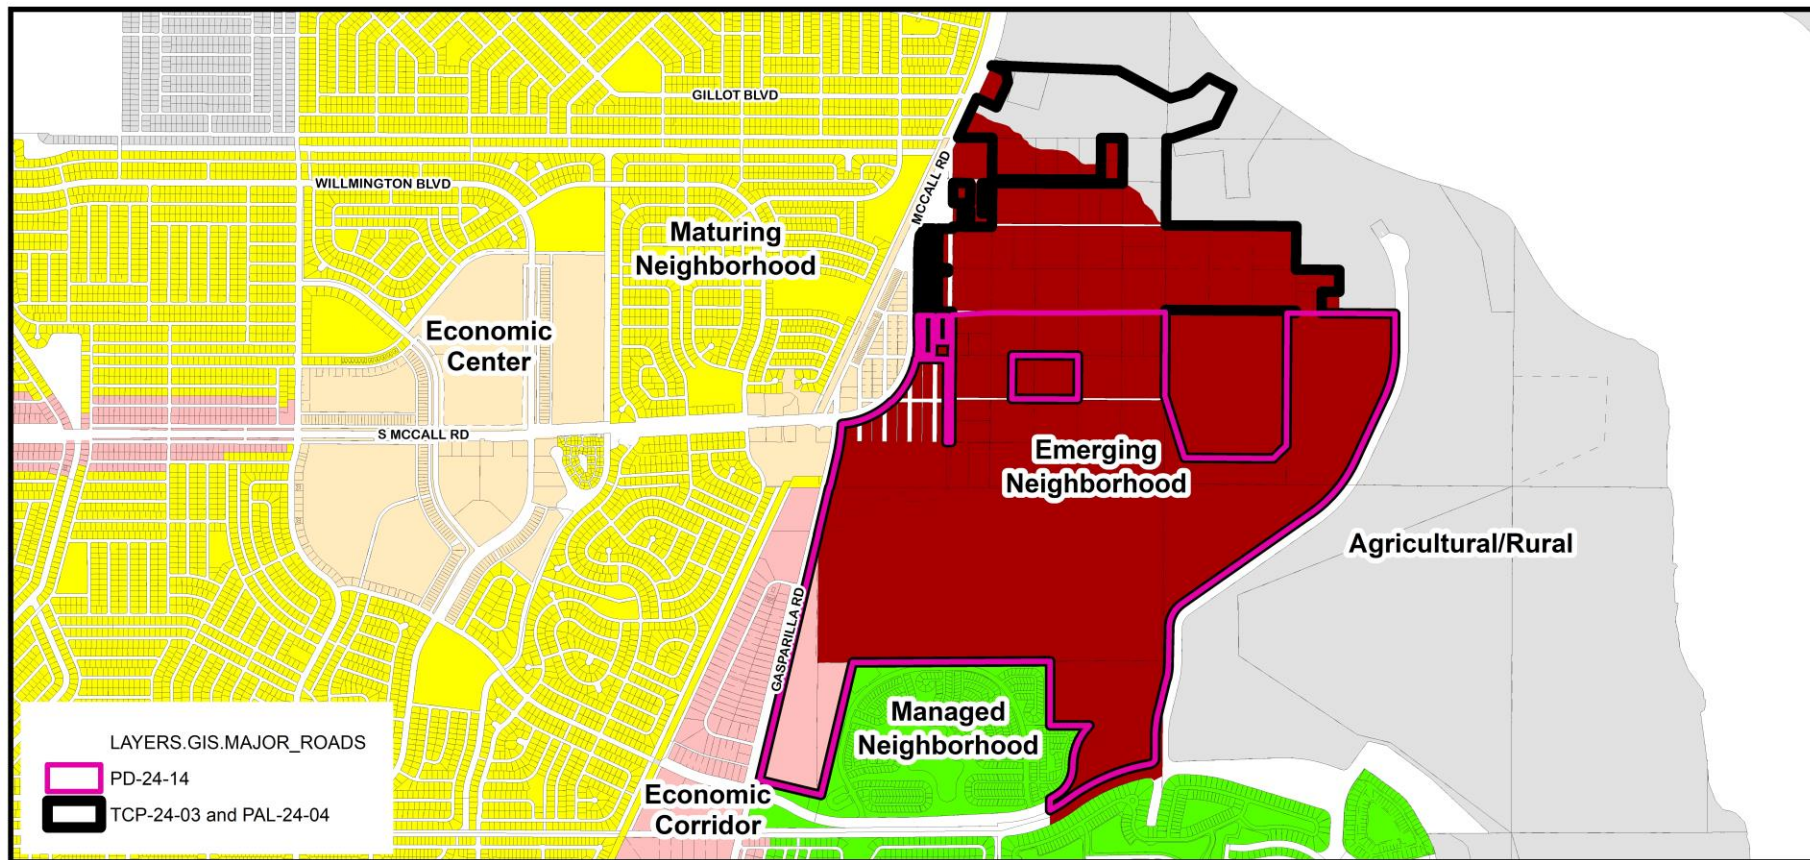 GILLOT BLVD
WILLMINGTON BLVD
MCCALL RD
Maturing
Neighborhood
Economic
Center
S MCCALL RD
Emerging
Neighborhood
Agricultural/Rural
GASPARILLA RD
Managed
Neighborhood
Economic
Corridor
LAYERS.GIS.MAJOR_ROADS
PD-24-14
TCP-24-03 and PAL-24-04